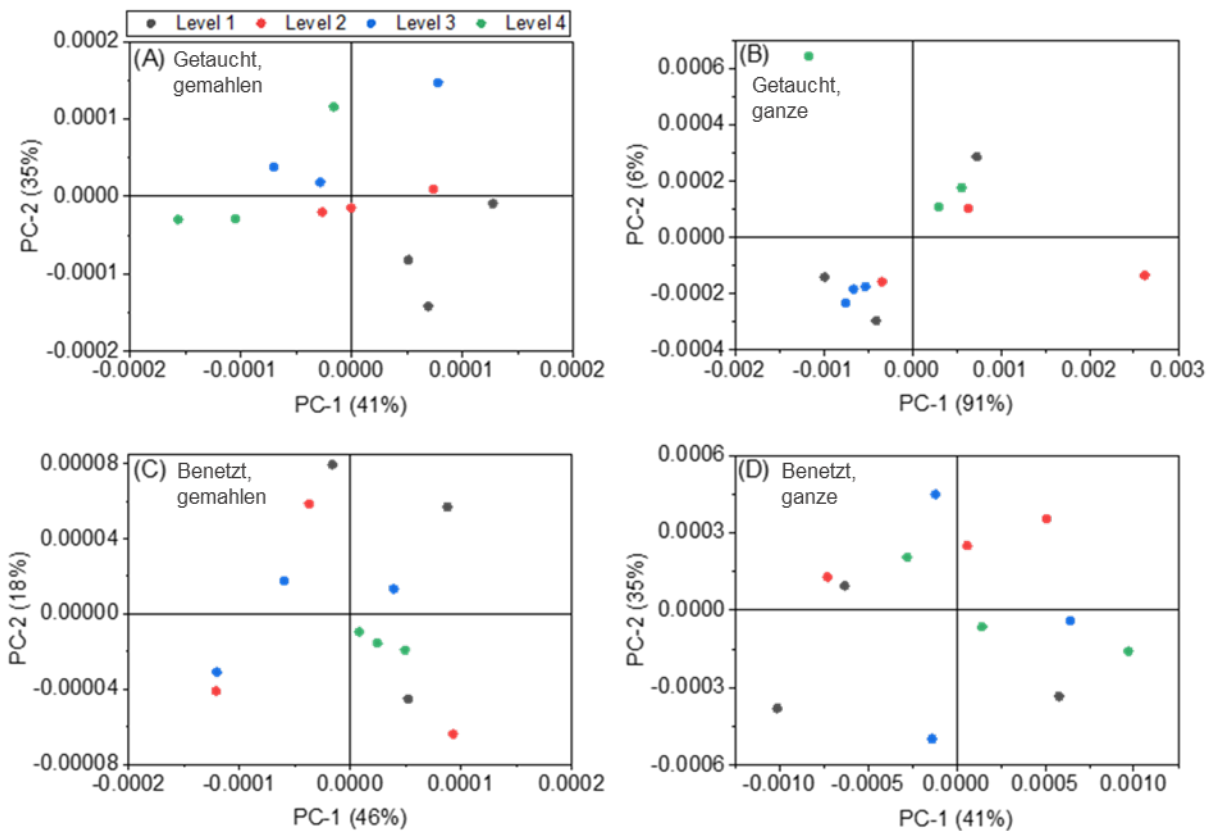 Level 1 Level 2 Level 3 Level 4
(A) Getaucht,
gemahlen
0.0002
0.0001
0.0000
-0.0001
-0.0002
PC-2 (35%)
-0.0002 -0.0001 0.0000 0.0001 0.0002
PC-1 (41%)
(B)
Getaucht,
ganze
0.0006
0.0004
0.0002
0.0000
-0.0002
-0.0004
PC-2 (6%)
-0.002 -0.001 0.000 0.001 0.002 0.003
PC-1 (91%)
(C) Benetzt,
gemahlen
0.00008
0.00004
0.00000
-0.00004
-0.00008
PC-2 (18%)
-0.0002 -0.0001 0.0000 0.0001 0.0002
PC-1 (46%)
(D) Benetzt,
ganze
0.0006
0.0003
0.0000
-0.0003
-0.0006
PC-2 (35%)
-0.0010 -0.0005 0.0000 0.0005 0.0010
PC-1 (41%)